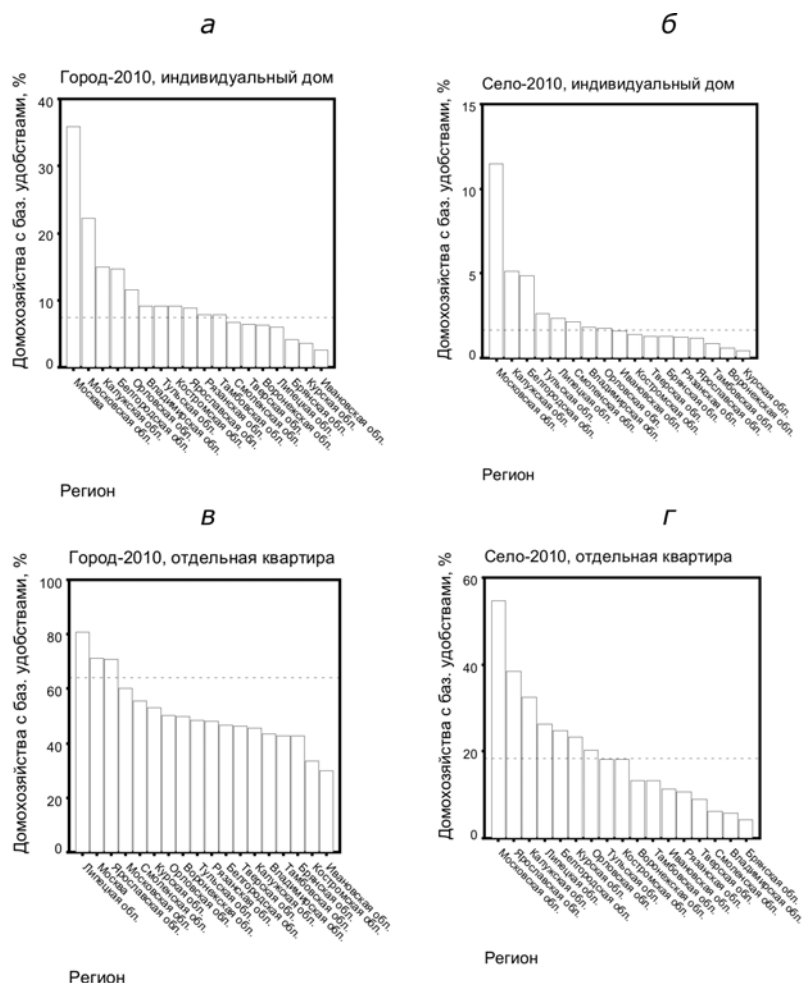 а
Город-2010, индивидуальный дом
Домохозяйства с баз. удобствами, %
40
30
20
10
0
Москва
Московская обл.
Калужская обл.
Белгородская обл.
Орловская обл.
Владимирская обл.
Тульская обл.
Костромская обл.
Ярославская обл.
Рязанская обл.
Тамбовская обл.
Смоленская обл.
Тверская обл.
Воронежская обл.
Липецкая обл.
Брянская обл.
Курская обл.
Ивановская обл.
Регион
б
Село-2010, индивидуальный дом
Домохозяйства с баз. удобствами, %
15
10
5
0
Московская обл.
Калужская обл.
Белгородская обл.
Тульская обл.
Липецкая обл.
Смоленская обл.
Владимирская обл.
Орловская обл.
Ивановская обл.
Костромская обл.
Тверская обл.
Брянская обл.
Рязанская обл.
Ярославская обл.
Тамбовская обл.
Воронежская обл.
Курская обл.
Регион
в
Город-2010, отдельная квартира
Домохозяйства с баз. удобствами, %
100
80
60
40
20
0
Липецкая обл.
Москва
Ярославская обл.
Московская обл.
Смоленская обл.
Курская обл.
Орловская обл.
Воронежская обл.
Тульская обл.
Рязанская обл.
Белгородская обл.
Тверская обл.
Калужская обл.
Владимирская обл.
Тамбовская обл.
Брянская обл.
Костромская обл.
Ивановская обл.
Регион
г
Село-2010, отдельная квартира
Домохозяйства с баз. удобствами, %
60
40
20
0
Московская обл.
Ярославская обл.
Калужская обл.
Липецкая обл.
Белгородская обл.
Курская обл.
Орловская обл.
Тульская обл.
Костромская обл.
Воронежская обл.
Тамбовская обл.
Ивановская обл.
Рязанская обл.
Тверская обл.
Смоленская обл.
Владимирская обл.
Брянская обл.
Регион